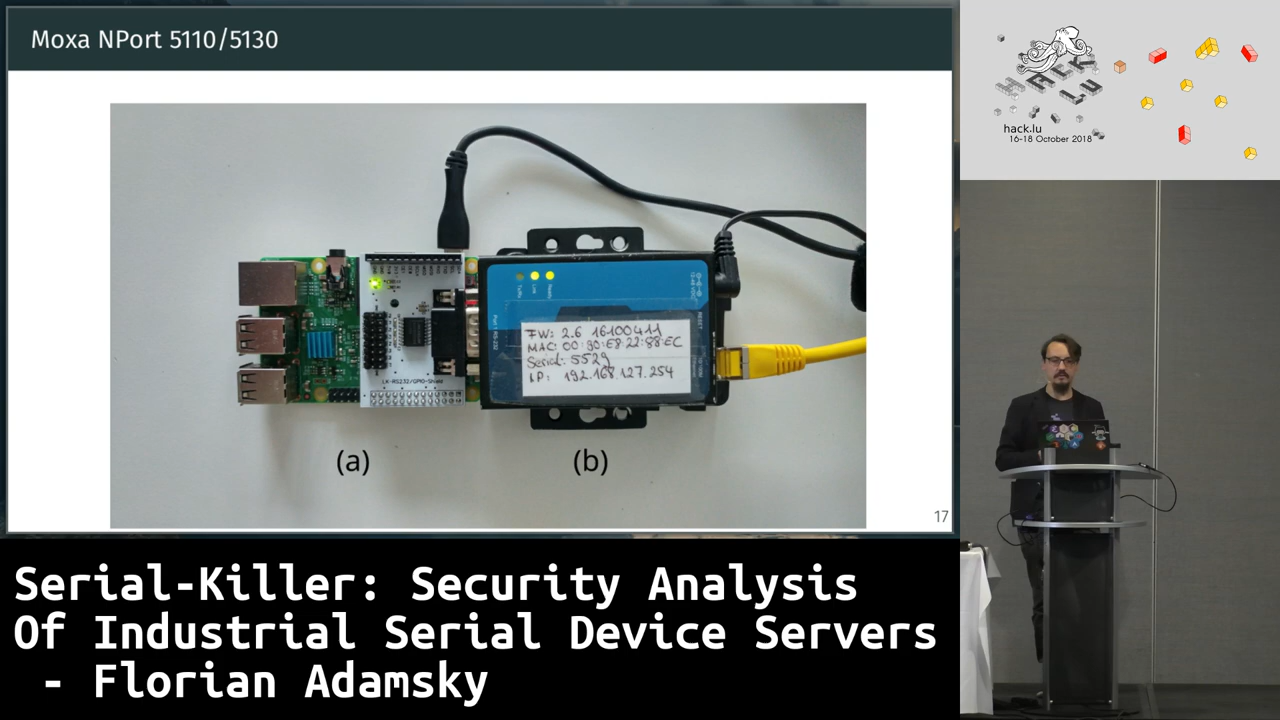 Moxa NPort 5110/5130
FW: 2.6 16100411
MAC: 00:90:E8:22:88:EC
Serial: 5529
IP: 192.168.127.254
LK-RS232/GPIO-Shield
(a)
(b)
17
HACK
LU
hack.lu
16-18 October 2018
Serial-Killer: Security Analysis
Of Industrial Serial Device Servers
- Florian Adamsky